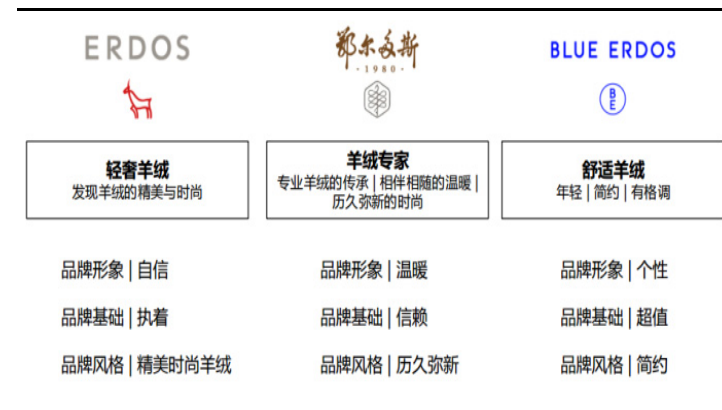 ERDOS
鄂尔多斯
·1980·
BLUE ERDOS
B
E
轻奢羊绒
发现羊绒的精美与时尚
羊绒专家
专业羊绒的传承 | 相伴相随的温暖 |
历久弥新的时尚
舒适羊绒
年轻 | 简约 | 有格调
品牌形象 | 自信
品牌基础 | 执着
品牌风格 | 精美时尚羊绒
品牌形象 | 温暖
品牌基础 | 信赖
品牌风格 | 历久弥新
品牌形象 | 个性
品牌基础 | 超值
品牌风格 | 简约